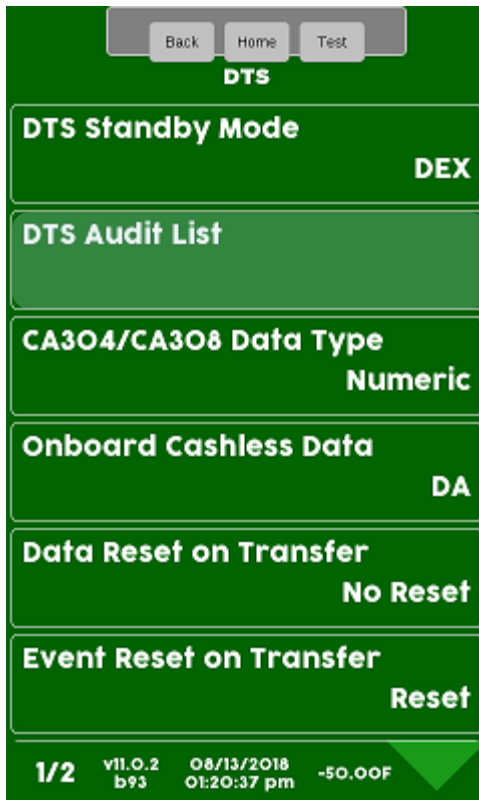 Back Home Test
DTS
DTS Standby Mode
DEX
DTS Audit List
CA304/CA308 Data Type
Numeric
Onboard Cashless Data
DA
Data Reset on Transfer
No Reset
Event Reset on Transfer
Reset
1/2 v11.0.2 08/13/2018 -50.00F
b93 01:20:37 pm